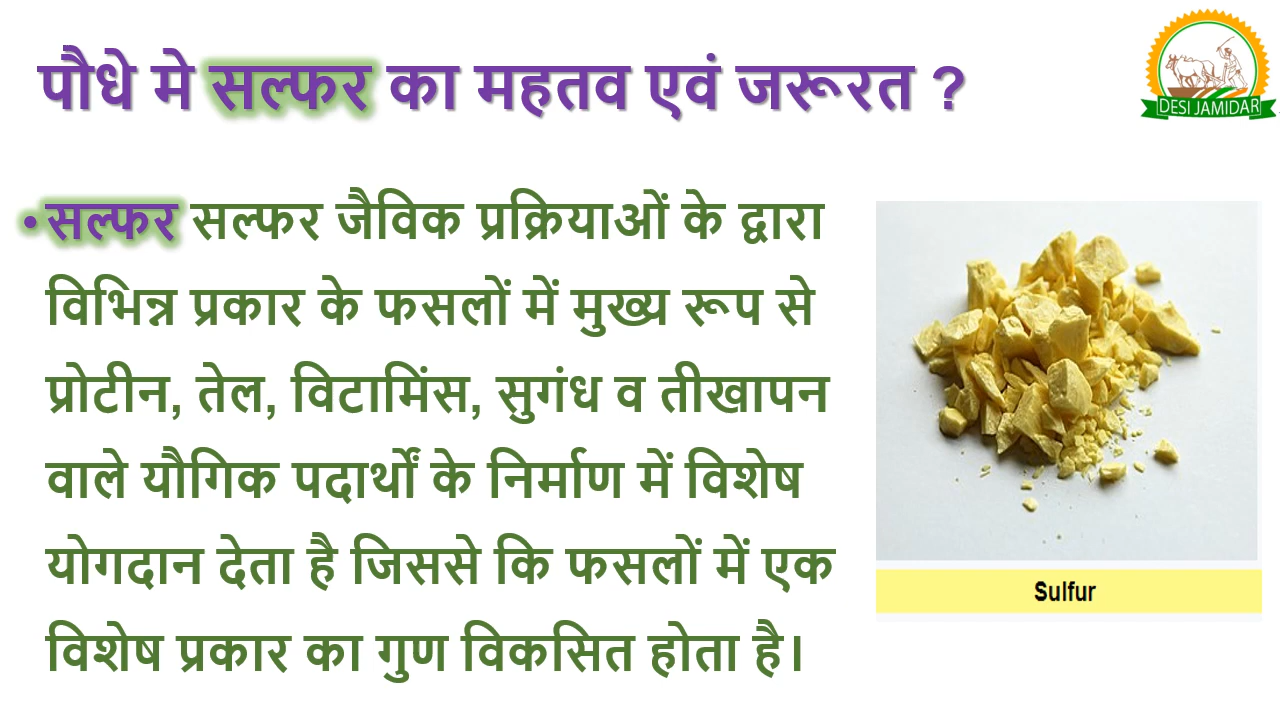 पौधे मे सल्फर का महतव एवं जरूरत ?
DESI JAMIDAR
•सल्फर सल्फर जैविक प्रक्रियाओं के द्वारा
विभिन्न प्रकार के फसलों में मुख्य रूप से
प्रोटीन, तेल, विटामिंस, सुगंध व तीखापन
वाले यौगिक पदार्थों के निर्माण में विशेष
योगदान देता है जिससे कि फसलों में एक
विशेष प्रकार का गुण विकसित होता है।
Sulfur